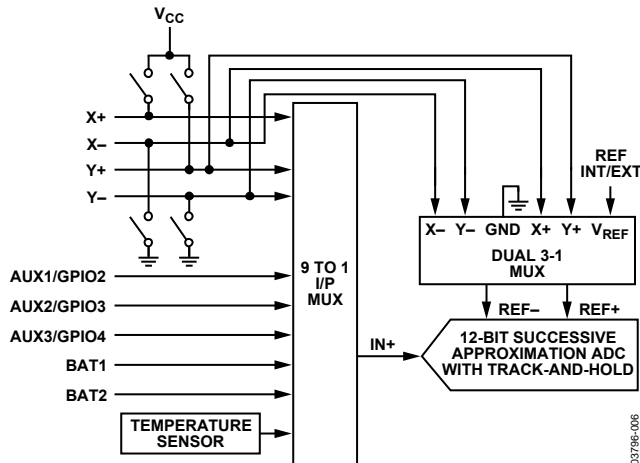 VCC
X+
X–
Y+
Y–
AUX1/GPIO2
AUX2/GPIO3
AUX3/GPIO4
BAT1
BAT2
TEMPERATURE
SENSOR
9 TO 1
I/P
MUX
IN+
REF
INT/EXT
X– Y– GND X+ Y+ VREF
DUAL 3-1
MUX
REF– REF+
12-BIT SUCCESSIVE
APPROXIMATION ADC
WITH TRACK-AND-HOLD
03796-006